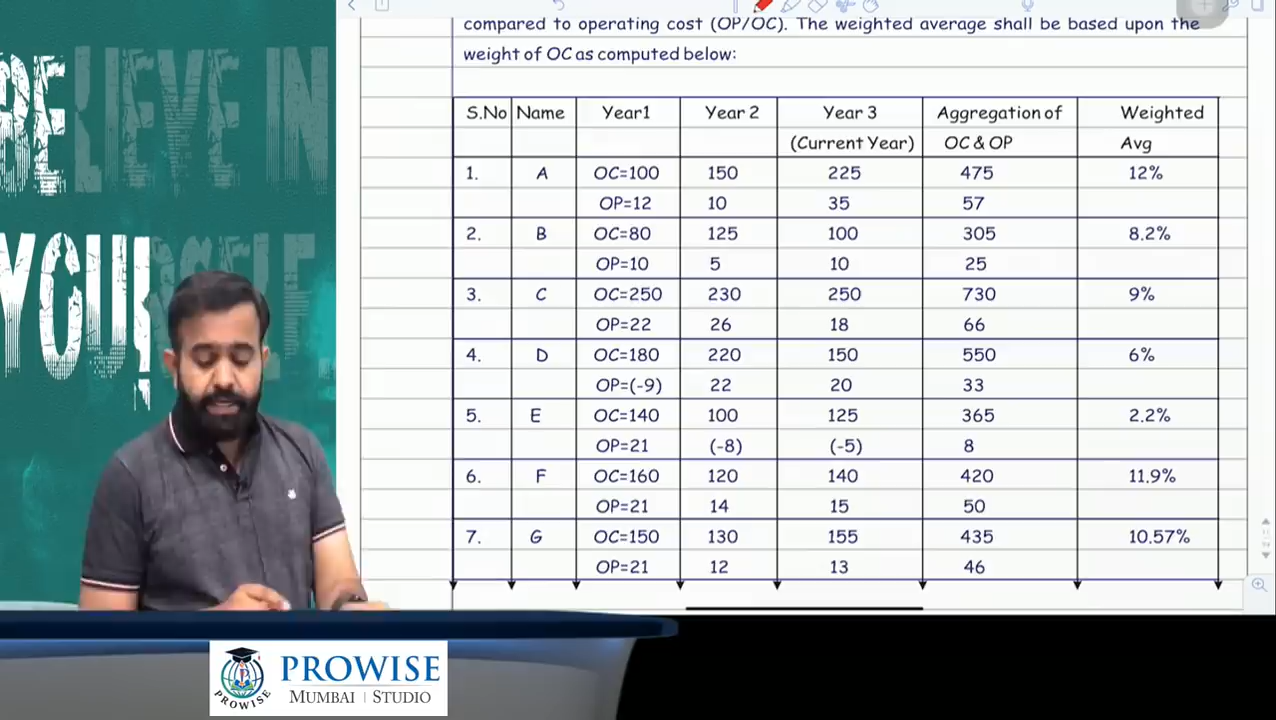 BELIEVE IN
YOURSELF
compared to operating cost (OP/OC). The weighted average shall be based upon the
weight of OC as computed below:
S.No Name Year1 Year 2 Year 3 Aggregation of Weighted
(Current Year) OC & OP Avg
1. A OC=100 150 225 475 12%
OP=12 10 35 57
2. B OC=80 125 100 305 8.2%
OP=10 5 10 25
3. C OC=250 230 250 730 9%
OP=22 26 18 66
4. D OC=180 220 150 550 6%
OP=(-9) 22 20 33
5. E OC=140 100 125 365 2.2%
OP=21 (-8) (-5) 8
6. F OC=160 120 140 420 11.9%
OP=21 14 15 50
7. G OC=150 130 155 435 10.57%
OP=21 12 13 46
PROWISE
PROWISE
MUMBAI | STUDIO